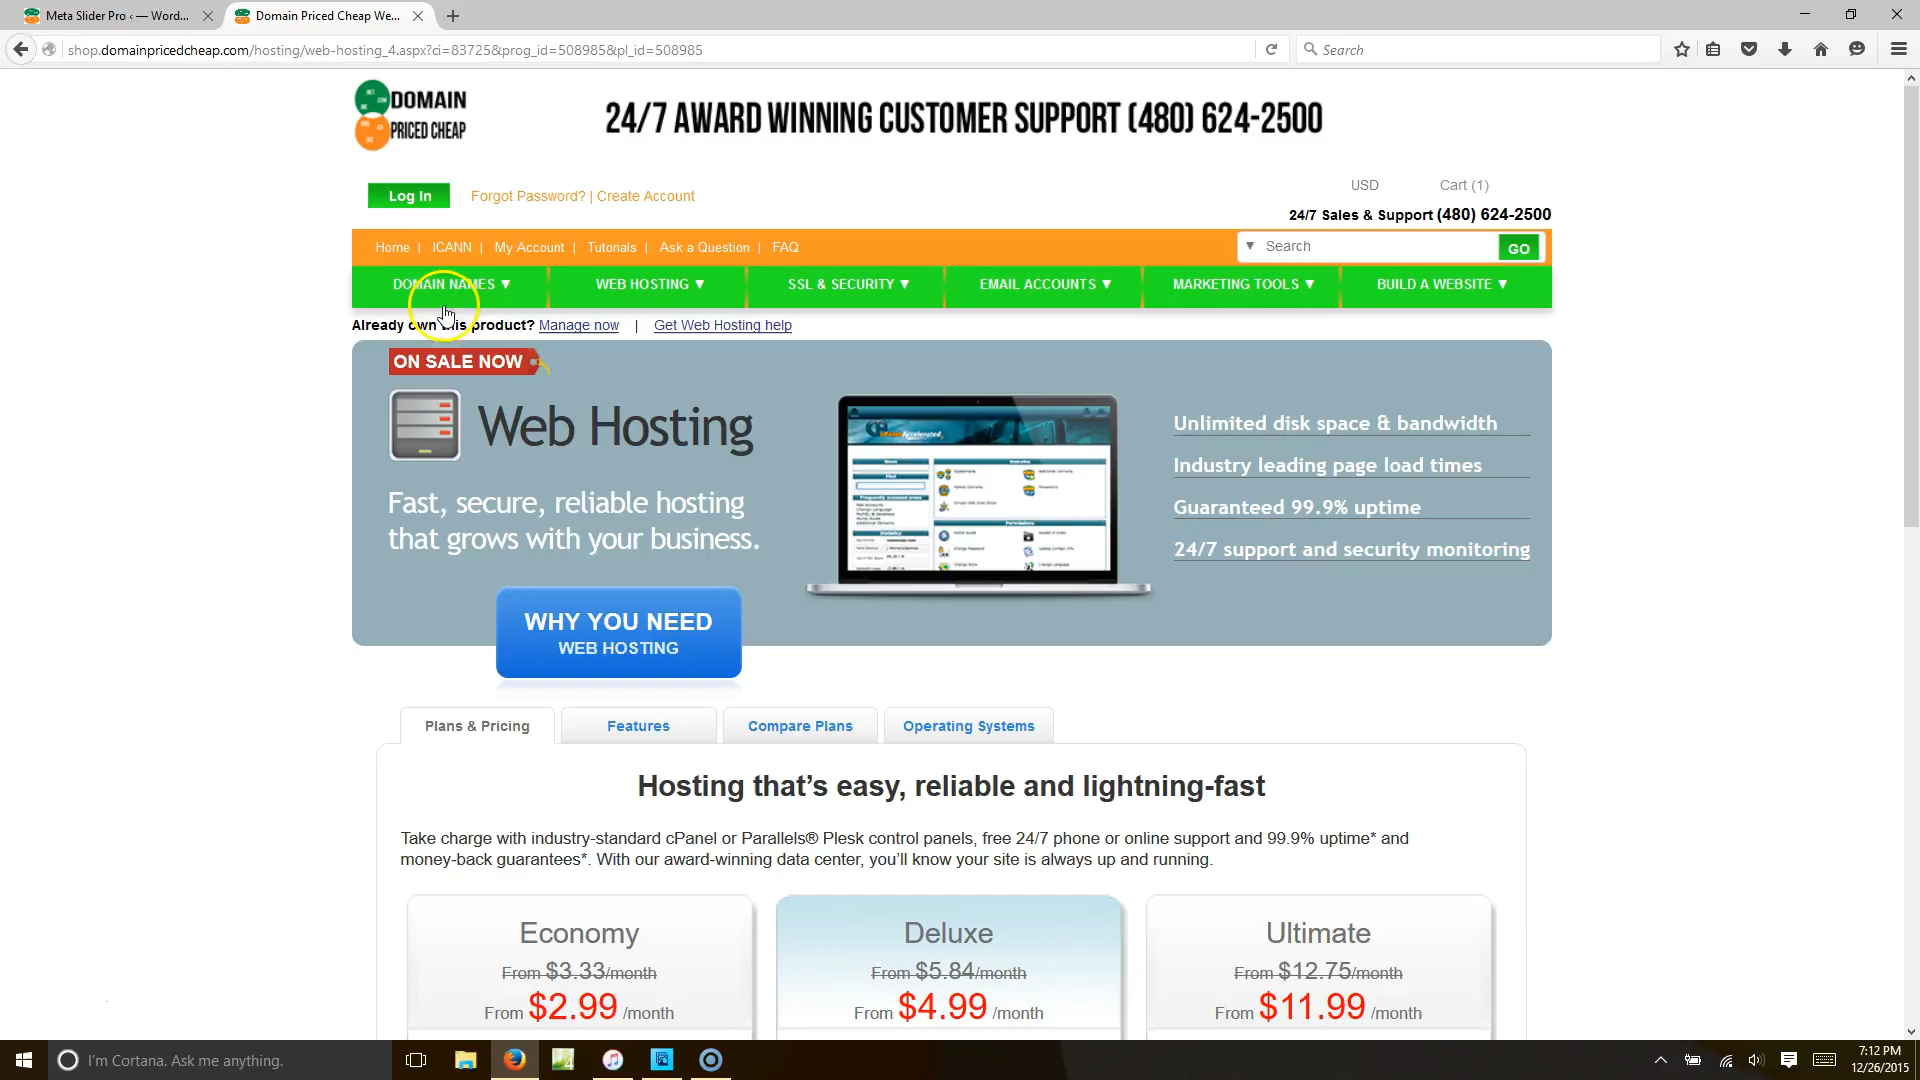 Meta Slider Pro ‹ — Word...
Domain Priced Cheap We...
shop.domainpricedcheap.com/hosting/web-hosting_4.aspx?ci=83725&prog_id=508985&pl_id=508985
Search
DOMAIN
PRICED CHEAP
24/7 AWARD WINNING CUSTOMER SUPPORT (480) 624-2500
Log In
Forgot Password? | Create Account
USD
Cart (1)
24/7 Sales & Support (480) 624-2500
Home | ICANN | My Account | Tutorials | Ask a Question | FAQ
▼ Search
GO
DOMAIN NAMES ▼
WEB HOSTING ▼
SSL & SECURITY ▼
EMAIL ACCOUNTS ▼
MARKETING TOOLS ▼
BUILD A WEBSITE ▼
Already own this product? Manage now | Get Web Hosting help
ON SALE NOW
Web Hosting
Fast, secure, reliable hosting
that grows with your business.
Unlimited disk space & bandwidth
Industry leading page load times
Guaranteed 99.9% uptime
24/7 support and security monitoring
WHY YOU NEED
WEB HOSTING
Plans & Pricing
Features
Compare Plans
Operating Systems
Hosting that’s easy, reliable and lightning-fast
Take charge with industry-standard cPanel or Parallels® Plesk control panels, free 24/7 phone or online support and 99.9% uptime* and
money-back guarantees*. With our award-winning data center, you’ll know your site is always up and running.
Economy
From $3.33/month
From $2.99 /month
Deluxe
From $5.84/month
From $4.99 /month
Ultimate
From $12.75/month
From $11.99 /month
I'm Cortana. Ask me anything.
7:12 PM
12/26/2015